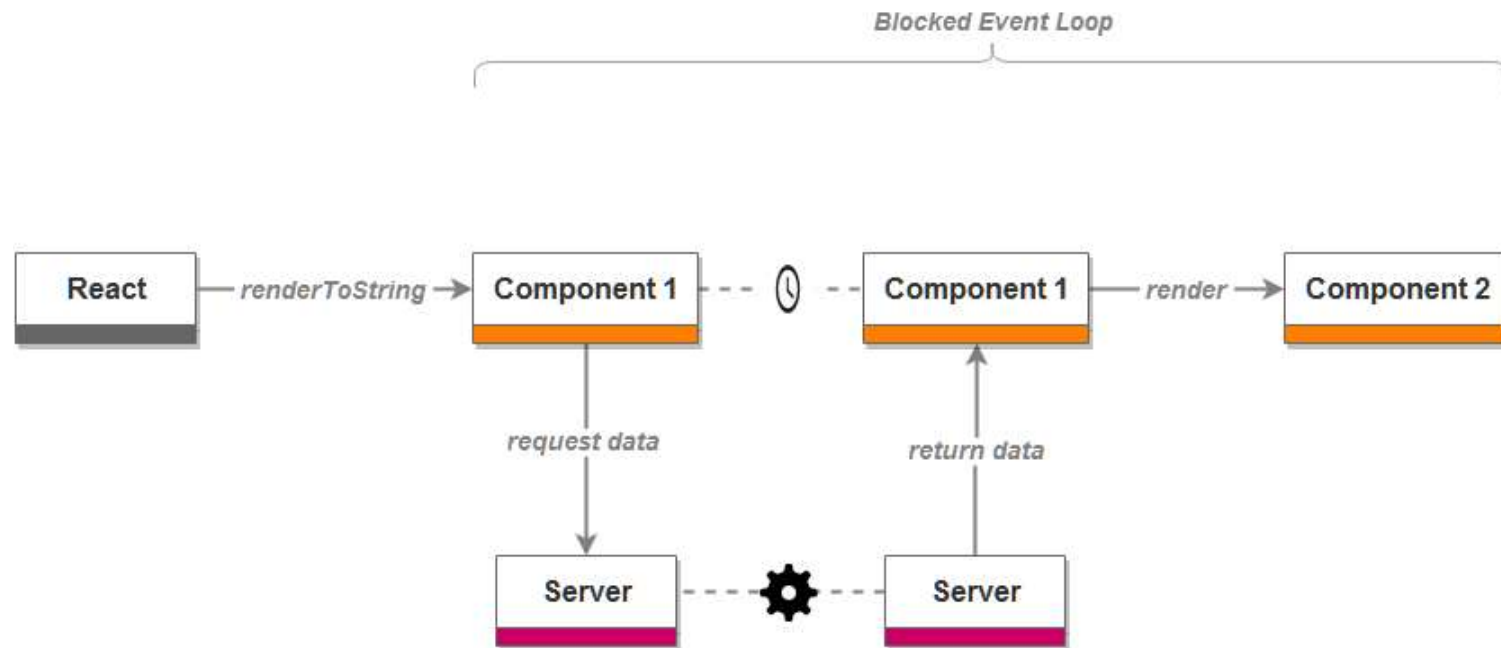 Blocked Event Loop
React
renderToString
Component 1
Component 1
render
Component 2
request data
return data
Server
Server